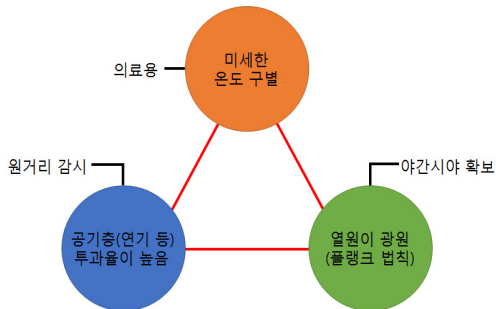 미세한
온도 구별
의료용
원거리 감시
야간시야 확보
공기층(연기 등)
투과율이 높음
열원이 광원
(플랭크 법칙)